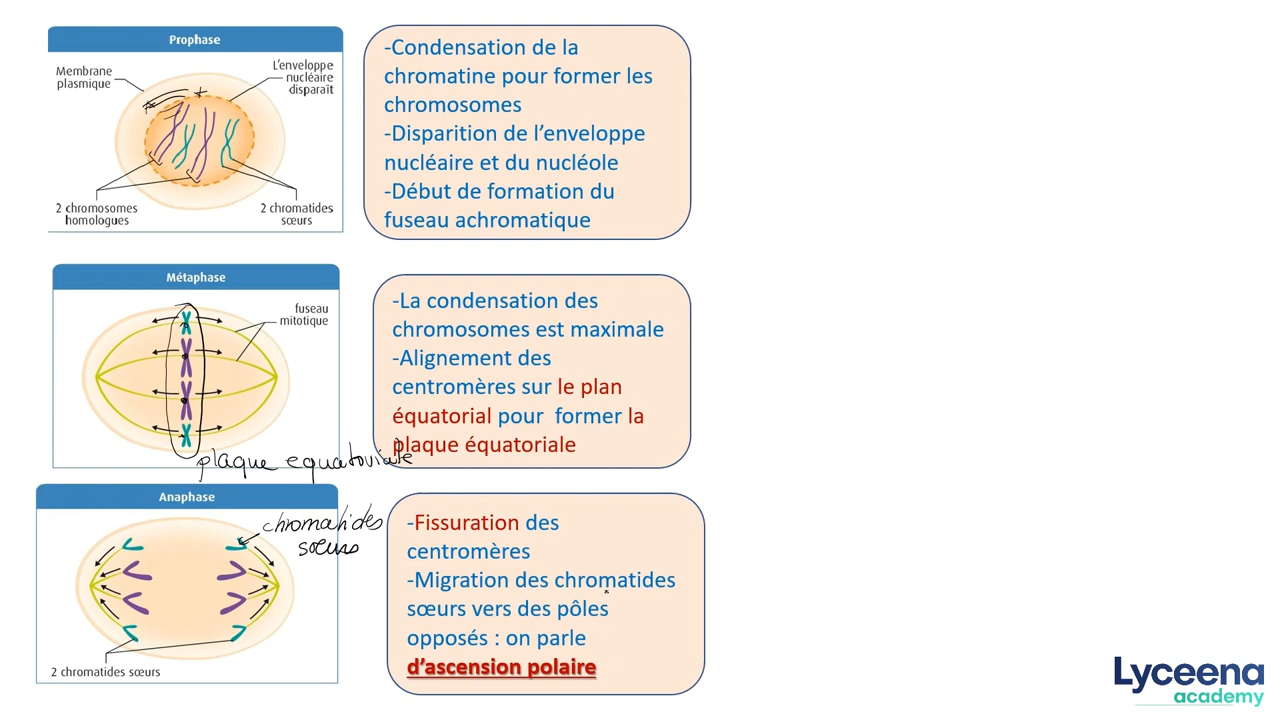 Prophase
Membrane
plasmique
L'enveloppe
nucléaire
disparaît
2 chromosomes
homologues
2 chromatides
sœurs
-Condensation de la
chromatine pour former les
chromosomes
-Disparition de l'enveloppe
nucléaire et du nucléole
-Début de formation du
fuseau achromatique
Métaphase
fuseau
mitotique
plaque equatoriale
-La condensation des
chromosomes est maximale
-Alignement des
centromères sur le plan
équatorial pour former la
plaque équatoriale
Anaphase
chromatides
sœurs
2 chromatides sœurs
-Fissuration des
centromères
-Migration des chromatides
sœurs vers des pôles
opposés : on parle
d'ascension polaire
Lyceena
academy